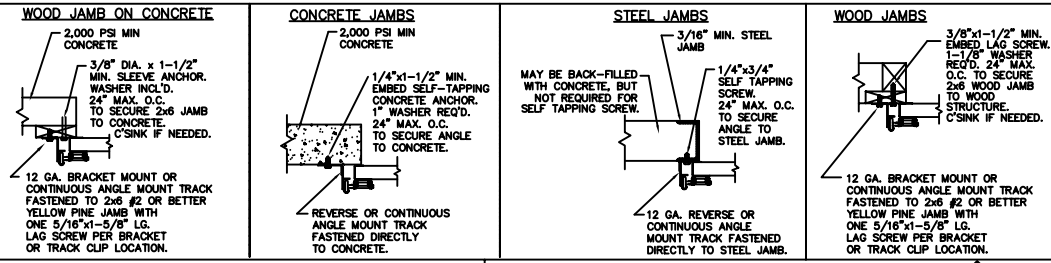 WOOD JAMB ON CONCRETE
2,000 PSI MIN
CONCRETE
3/8" DIA. x 1-1/2"
MIN. SLEEVE ANCHOR.
WASHER INCL'D.
24" MAX. O.C.
TO SECURE 2x6 JAMB
TO CONCRETE.
C'SINK IF NEEDED.
12 GA. BRACKET MOUNT OR
CONTINUOUS ANGLE MOUNT TRACK
FASTENED TO 2x6 #2 OR BETTER
YELLOW PINE JAMB WITH
ONE 5/16"x1-5/8" LG.
LAG SCREW PER BRACKET
OR TRACK CLIP LOCATION.
CONCRETE JAMBS
2,000 PSI MIN
CONCRETE
1/4"x1-1/2" MIN.
EMBED SELF-TAPPING
CONCRETE ANCHOR.
1" WASHER REQ'D.
24" MAX. O.C.
TO SECURE ANGLE
TO CONCRETE.
REVERSE OR CONTINUOUS
ANGLE MOUNT TRACK
FASTENED DIRECTLY
TO CONCRETE.
STEEL JAMBS
3/16" MIN. STEEL
JAMB
MAY BE BACK-FILLED
WITH CONCRETE, BUT
NOT REQUIRED FOR
SELF TAPPING SCREW.
1/4"x3/4"
SELF TAPPING
SCREW.
24" MAX. O.C.
TO SECURE
ANGLE TO
STEEL JAMB.
12 GA. REVERSE OR
CONTINUOUS ANGLE
MOUNT TRACK FASTENED
DIRECTLY TO STEEL JAMB.
WOOD JAMBS
3/8"x1-1/2" MIN.
EMBED LAG SCREW.
1-1/8" WASHER
REQ'D. 24" MAX.
O.C. TO SECURE
2x6 WOOD JAMB
TO WOOD
STRUCTURE.
C'SINK IF NEEDED.
12 GA. BRACKET MOUNT OR
CONTINUOUS ANGLE MOUNT TRACK
FASTENED TO 2x6 #2 OR BETTER
YELLOW PINE JAMB WITH
ONE 5/16"x1-5/8" LG.
LAG SCREW PER BRACKET
OR TRACK CLIP LOCATION.